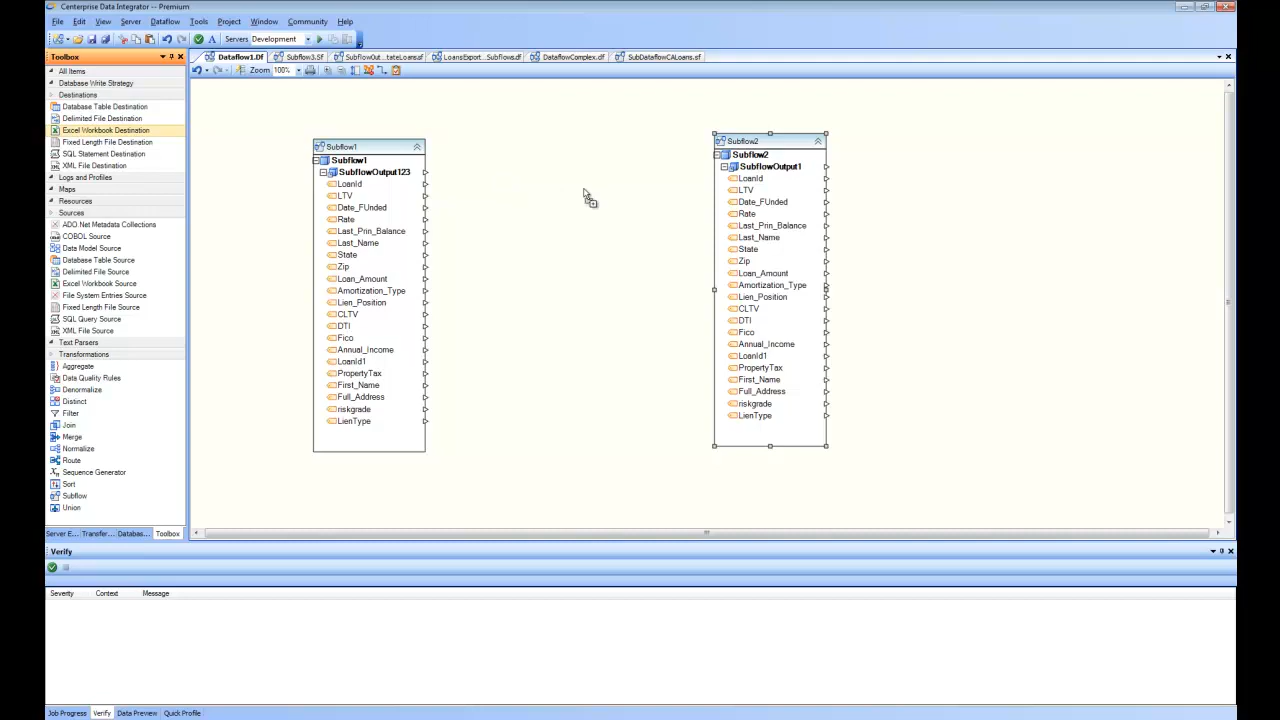 Centerprise Data Integrator -- Premium
File Edit View Server Dataflow Tools Project Window Community Help
Servers Development
Toolbox
Dataflow1.Df Subflow3.Sf SubflowOut...tateLoans.sf LoansExport...Subflows.df DataflowComplex.df SubDataflowCALoans.sf
Zoom 100%
All Items
Database Write Strategy
Destinations
Database Table Destination
Delimited File Destination
Excel Workbook Destination
Fixed Length File Destination
SQL Statement Destination
XML File Destination
Logs and Profiles
Maps
Resources
Sources
ADO.Net Metadata Collections
COBOL Source
Data Model Source
Database Table Source
Delimited File Source
Excel Workbook Source
File System Entries Source
Fixed Length File Source
SQL Query Source
XML File Source
Text Parsers
Transformations
Aggregate
Data Quality Rules
Denormalize
Distinct
Filter
Join
Merge
Normalize
Route
Sequence Generator
Sort
Subflow
Union
Server E... Transfer... Databas... Toolbox
Subflow1
Subflow1
SubflowOutput123
LoanId
LTV
Date_FUnded
Rate
Last_Prin_Balance
Last_Name
State
Zip
Loan_Amount
Amortization_Type
Lien_Position
CLTV
DTI
Fico
Annual_Income
LoanId1
PropertyTax
First_Name
Full_Address
riskgrade
LienType
Subflow2
Subflow2
SubflowOutput1
LoanId
LTV
Date_FUnded
Rate
Last_Prin_Balance
Last_Name
State
Zip
Loan_Amount
Amortization_Type
Lien_Position
CLTV
DTI
Fico
Annual_Income
LoanId1
PropertyTax
First_Name
Full_Address
riskgrade
LienType
Verify
Severity Context Message
Job Progress Verify Data Preview Quick Profile